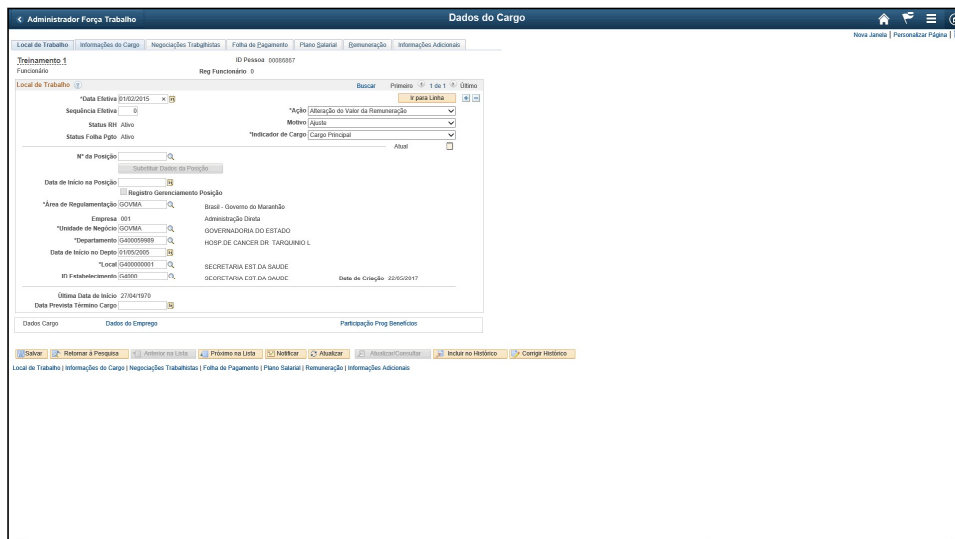 Administrador Força Trabalho Dados do Cargo
Nova Janela | Personalizar Página |
Local de Trabalho Informações do Cargo Negociações Trabalhistas Folha de Pagamento Plano Salarial Remuneração Informações Adicionais
Treinamento 1 ID Pessoa 00086867
Funcionário Reg Funcionário 0
Local de Trabalho Buscar Primeiro 1 de 1 Último
*Data Efetiva 01/02/2015 Ir para Linha
Sequência Efetiva 0 *Ação Alteração do Valor da Remuneração
Status RH Ativo Motivo Ajuste
Status Folha Pgto Ativo *Indicador de Cargo Cargo Principal
Atual
Nº da Posição
Substituir Dados da Posição
Data de Início na Posição
Registro Gerenciamento Posição
*Área de Regulamentação GOVMA Brasil - Governo do Maranhão
Empresa 001 Administração Direta
*Unidade de Negócio GOVMA GOVERNADORIA DO ESTADO
*Departamento G400059989 HOSP.DE CANCER DR TARQUINIO L
Data de Início no Depto 01/05/2005
*Local G400000001 SECRETARIA EST.DA SAUDE
ID Estabelecimento G4000 SECRETARIA EST.DA SAUDE Data de Criação 22/05/2017
Última Data de Início 27/04/1970
Data Prevista Término Cargo
Dados Cargo Dados do Emprego Participação Prog Benefícios
Salvar Retornar à Pesquisa Anterior na Lista Próximo na Lista Notificar Atualizar Atualizar/Consultar Incluir no Histórico Corrigir Histórico
Local de Trabalho | Informações do Cargo | Negociações Trabalhistas | Folha de Pagamento | Plano Salarial | Remuneração | Informações Adicionais